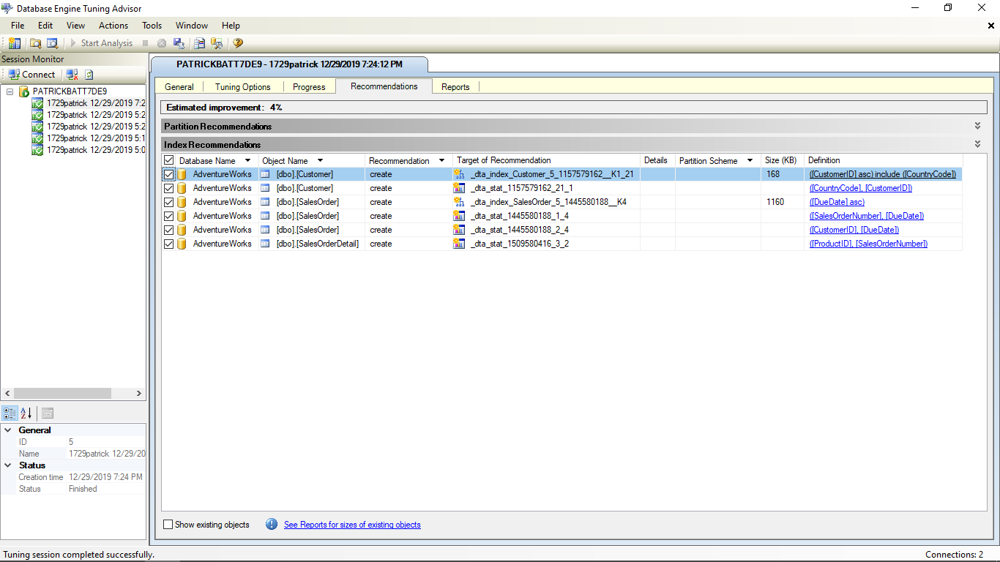 Database Engine Tuning Advisor
File Edit View Actions Tools Window Help
Start Analysis
Session Monitor
Connect
PATRICKBATT7DE9
1729patrick 12/29/2019 7:2
1729patrick 12/29/2019 5:2
1729patrick 12/29/2019 5:2
1729patrick 12/29/2019 5:1
1729patrick 12/29/2019 5:0
General
ID 5
Name 1729patrick 12/29/20
Status
Creation time 12/29/2019 7:24 PM
Status Finished
PATRICKBATT7DE9 - 1729patrick 12/29/2019 7:24:12 PM
General Tuning Options Progress Recommendations Reports
Estimated improvement: 4%
Partition Recommendations
Index Recommendations
Database Name Object Name Recommendation Target of Recommendation Details Partition Scheme Size (KB) Definition
AdventureWorks [dbo].[Customer] create _dta_index_Customer_5_1157579162__K1_21 168 ([CustomerID] asc) include ([CountryCode])
AdventureWorks [dbo].[Customer] create _dta_stat_1157579162_21_1 ([CountryCode], [CustomerID])
AdventureWorks [dbo].[SalesOrder] create _dta_index_SalesOrder_5_1445580188__K4 1160 ([DueDate] asc)
AdventureWorks [dbo].[SalesOrder] create _dta_stat_1445580188_1_4 ([SalesOrderNumber], [DueDate])
AdventureWorks [dbo].[SalesOrder] create _dta_stat_1445580188_2_4 ([CustomerID], [DueDate])
AdventureWorks [dbo].[SalesOrderDetail] create _dta_stat_1509580416_3_2 ([ProductID], [SalesOrderNumber])
Show existing objects See Reports for sizes of existing objects
Tuning session completed successfully. Connections: 2